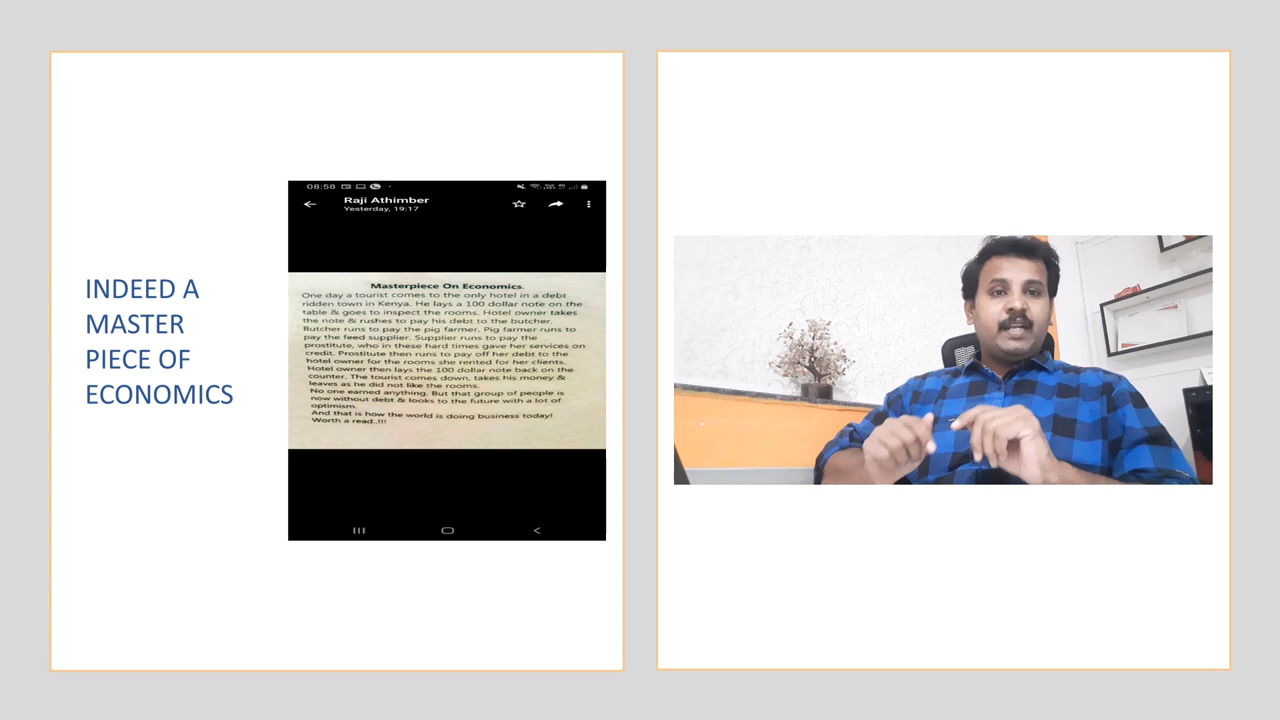 INDEED A
MASTER
PIECE OF
ECONOMICS
08:58
Raji Athimber
Yesterday, 19:17
Masterpiece On Economics.
One day a tourist comes to the only hotel in a debt
ridden town in Kenya. He lays a 100 dollar note on the
table & goes to inspect the rooms. Hotel owner takes
the note & rushes to pay his debt to the butcher.
Butcher runs to pay the pig farmer. Pig farmer runs to
pay the feed supplier. Supplier runs to pay the
prostitute, who in these hard times gave her services on
credit. Prostitute then runs to pay off her debt to the
hotel owner for the rooms she rented for her clients.
Hotel owner then lays the 100 dollar note back on the
counter. The tourist comes down, takes his money &
leaves as he did not like the rooms.
No one earned anything. But that group of people is
now without debt & looks to the future with a lot of
optimism.
And that is how the world is doing business today!
Worth a read..!!!